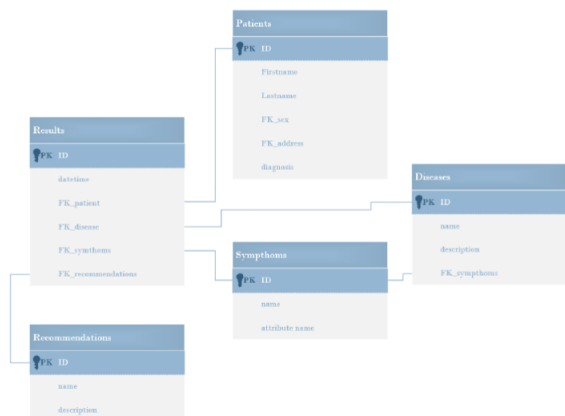 Patients
PK ID
Firstname
Lastname
FK_sex
FK_address
diagnosis
Results
PK ID
datetime
FK_patient
FK_disease
FK_symthoms
FK_recommendations
Diseases
PK ID
name
description
FK_sympthoms
Sympthoms
PK ID
name
attribute name
Recommendations
PK ID
name
description